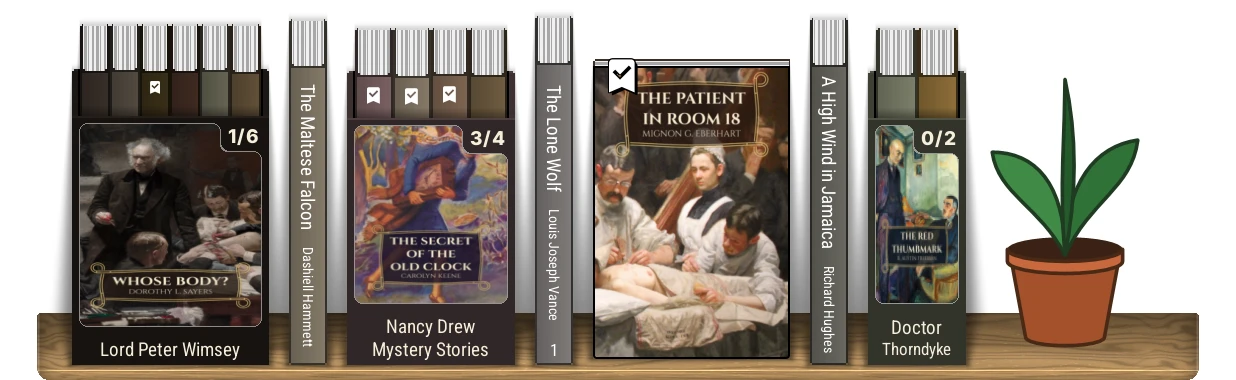 1/6
WHOSE BODY?
DOROTHY L. SAYERS
Lord Peter Wimsey
The Maltese Falcon Dashiell Hammett
3/4
THE SECRET
OF THE
OLD CLOCK
CAROLYN KEENE
Nancy Drew
Mystery Stories
The Lone Wolf Louis Joseph Vance 1
THE PATIENT
IN ROOM 18
MIGNON G. EBERHART
A High Wind in Jamaica Richard Hughes
0/2
THE RED
THUMBMARK
R. AUSTIN FREEMAN
Doctor
Thorndyke